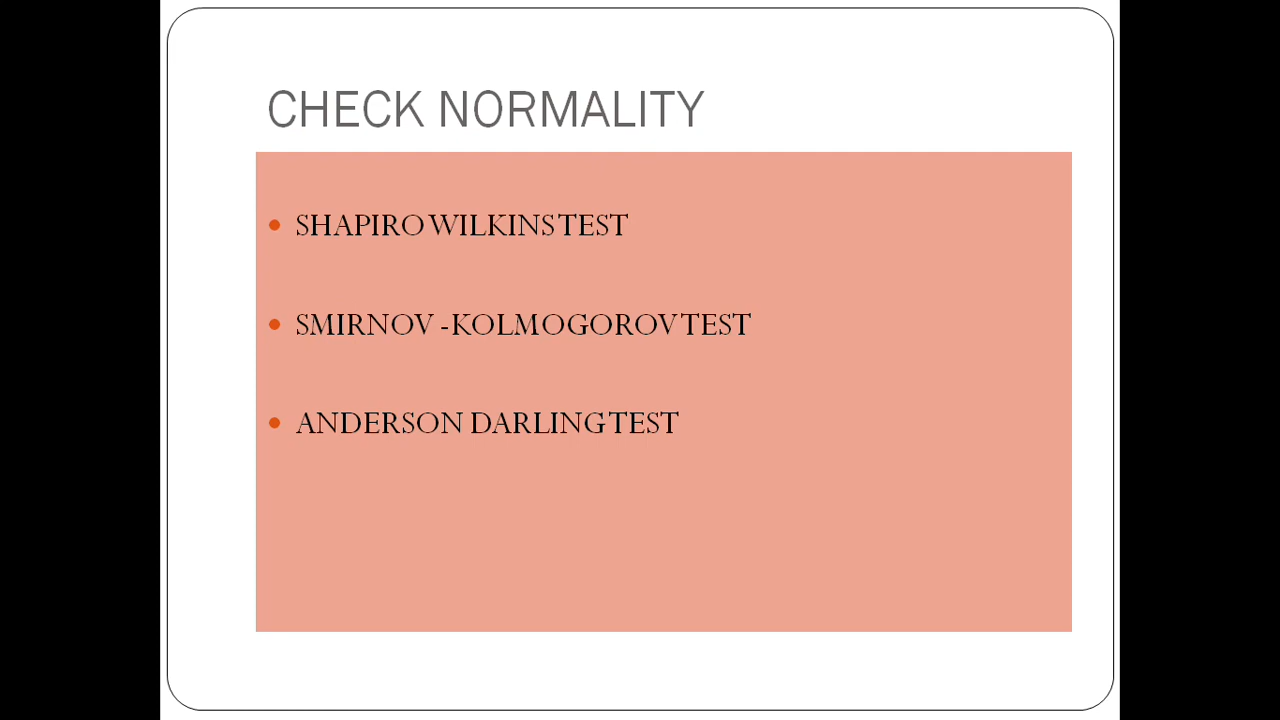 CHECK NORMALITY
SHAPIRO WILKINS TEST
SMIRNOV -KOLMOGOROV TEST
ANDERSON DARLING TEST